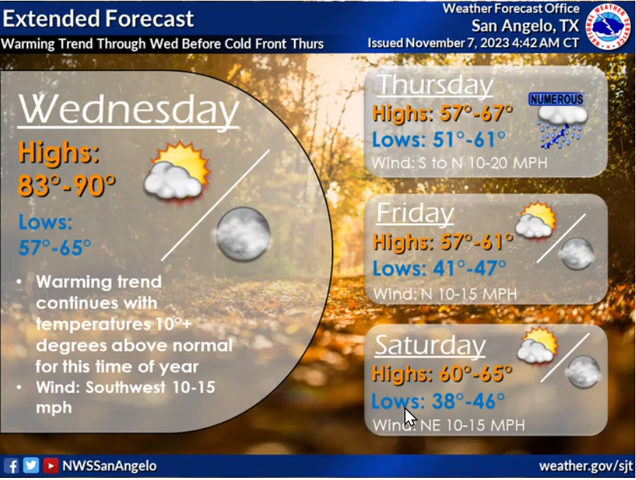 Extended Forecast
Warming Trend Through Wed Before Cold Front Thurs
Weather Forecast Office
San Angelo, TX
Issued November 7, 2023 4:42 AM CT
Wednesday
Highs:
83°-90°
Lows:
57°-65°
• Warming trend
continues with
temperatures 10°+
degrees above normal
for this time of year
• Wind: Southwest 10-15
mph
Thursday
Highs: 57°-67°
Lows: 51°-61°
Wind: S to N 10-20 MPH
NUMEROUS
Friday
Highs: 57°-61°
Lows: 41°-47°
Wind: N 10-15 MPH
Saturday
Highs: 60°-65°
Lows: 38°-46°
Wind: NE 10-15 MPH
NWSSanAngelo
weather.gov/sjt